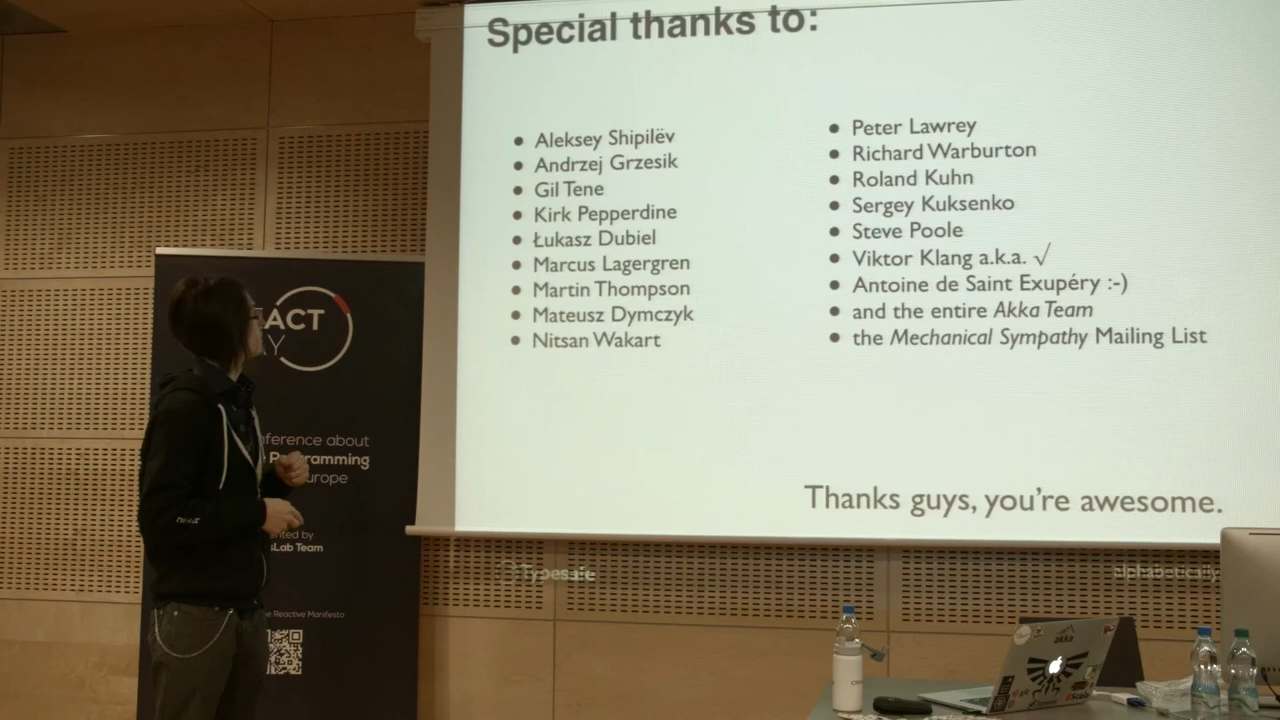 Special thanks to:
Aleksey Shipilëv
Andrzej Grzesik
Gil Tene
Kirk Pepperdine
Łukasz Dubiel
Marcus Lagergren
Martin Thompson
Mateusz Dymczyk
Nitsan Wakart
Peter Lawrey
Richard Warburton
Roland Kuhn
Sergey Kuksenko
Steve Poole
Viktor Klang a.k.a. √
Antoine de Saint Exupéry :-)
and the entire Akka Team
the Mechanical Sympathy Mailing List
Thanks guys, you're awesome.
Typesafe
alphabetically
ACT
Y
nference about
Programming
urope
ented by
sLab Team
e Reactive Manifesto
akka